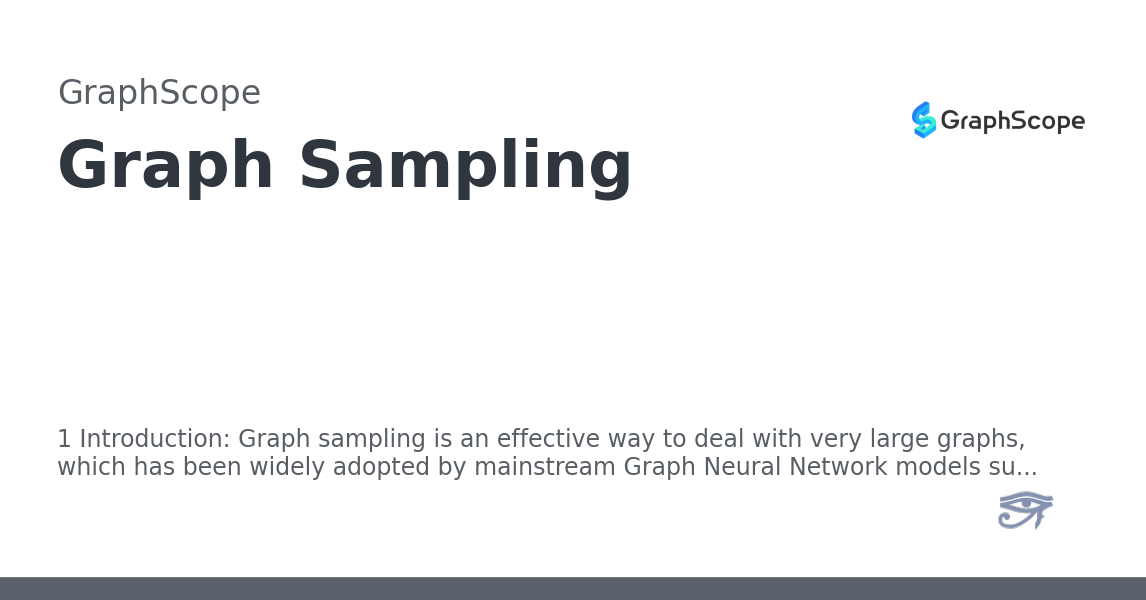 GraphScope
GraphScope
Graph Sampling
1 Introduction: Graph sampling is an effective way to deal with very large graphs,
which has been widely adopted by mainstream Graph Neural Network models su...